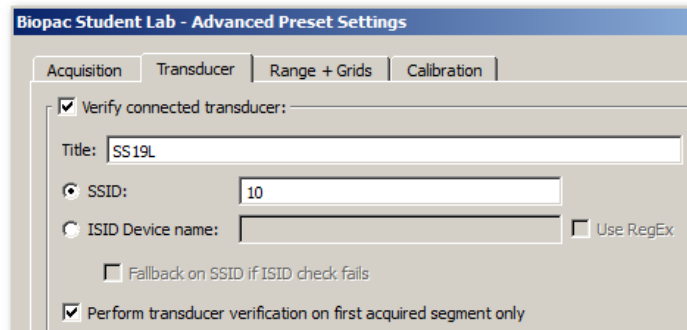 Biopac Student Lab - Advanced Preset Settings
Acquisition Transducer Range + Grids Calibration
Verify connected transducer:
Title: SS19L
SSID: 10
ISID Device name: Use RegEx
Fallback on SSID if ISID check fails
Perform transducer verification on first acquired segment only